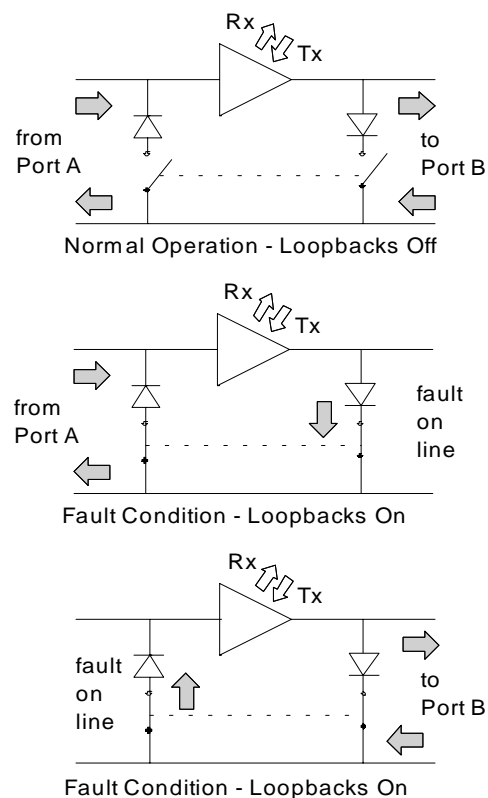 Rx
Tx
from
Port A
to
Port B
Normal Operation - Loopbacks Off
Rx
Tx
from
Port A
fault
on
line
Fault Condition - Loopbacks On
Rx
Tx
fault
on
line
to
Port B
Fault Condition - Loopbacks On